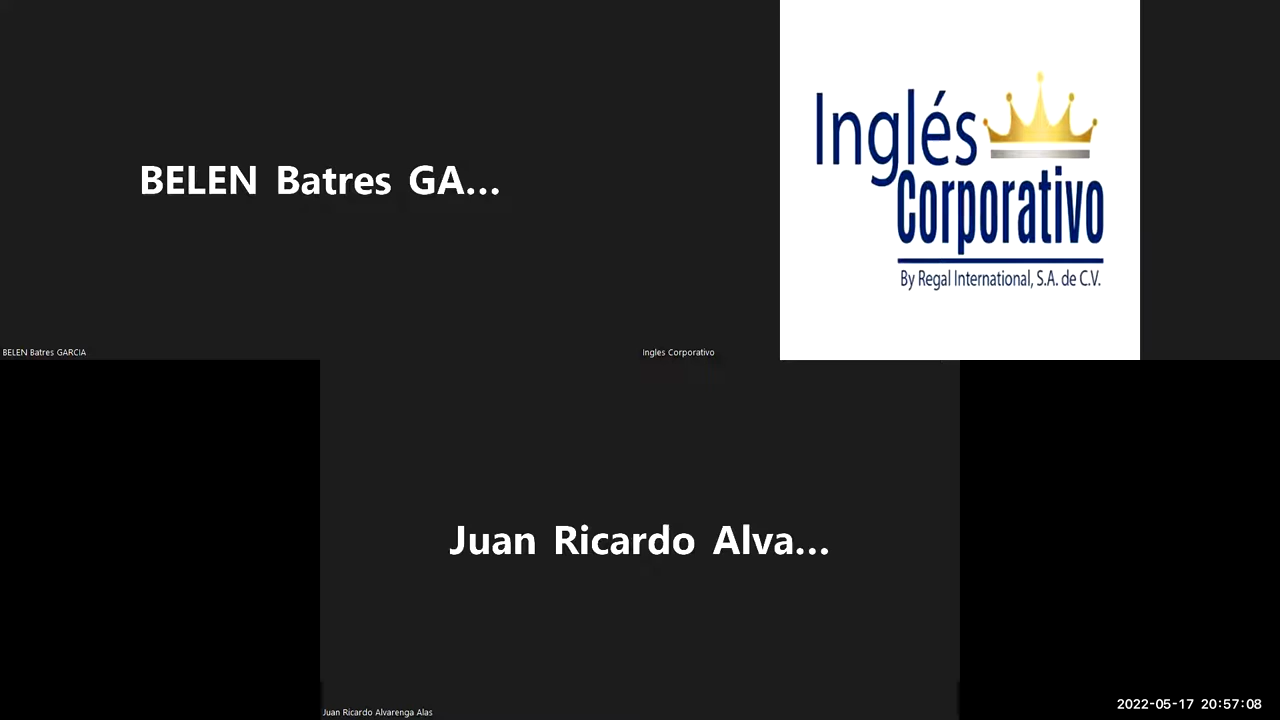 BELEN Batres GA...
BELEN Batres GARCIA
Inglés
Corporativo
By Regal International, S.A. de C.V.
Ingles Corporativo
Juan Ricardo Alva...
Juan Ricardo Alvarenga Alas
2022-05-17 20:57:08